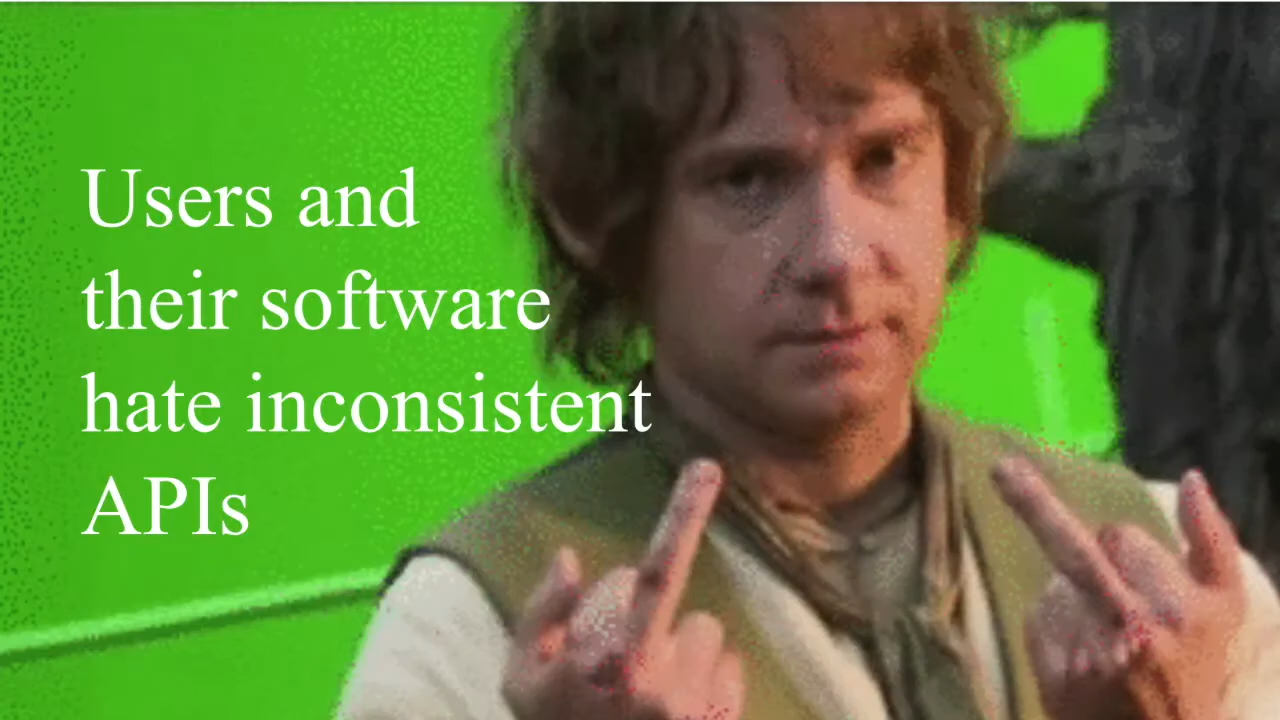 Users and
their software
hate inconsistent
APIs